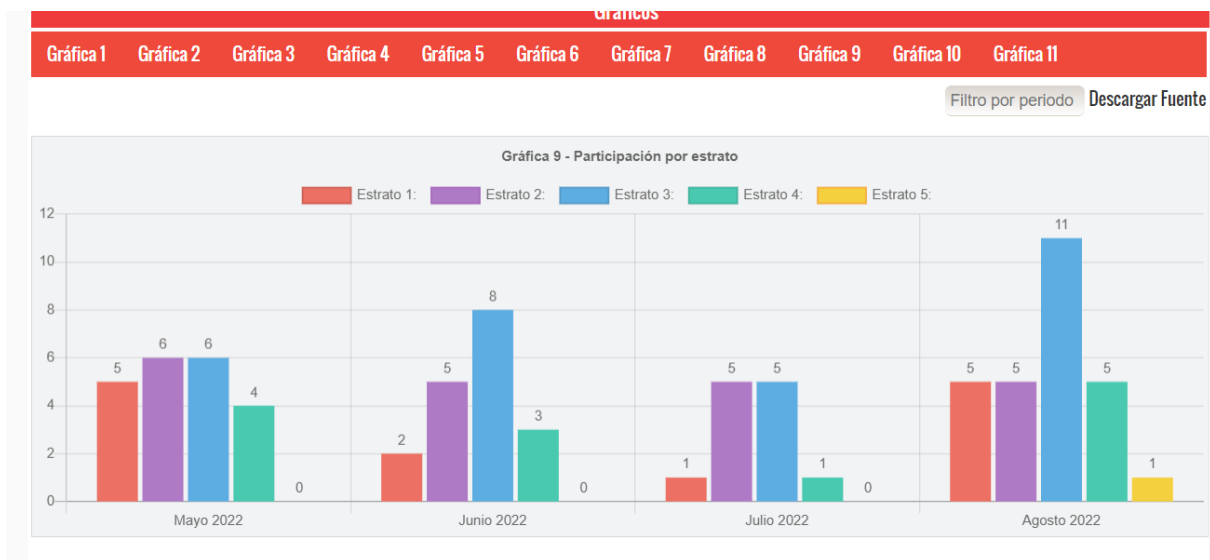 Gráficos
Gráfica 1 Gráfica 2 Gráfica 3 Gráfica 4 Gráfica 5 Gráfica 6 Gráfica 7 Gráfica 8 Gráfica 9 Gráfica 10 Gráfica 11
Filtro por periodo Descargar Fuente
Gráfica 9 - Participación por estrato
Estrato 1: Estrato 2: Estrato 3: Estrato 4: Estrato 5:
12
11
10
8
8
6 6
6
5 5 5 5 5 5 5
4
4
3
2
2
1 1 1
0 0 0
0
Mayo 2022 Junio 2022 Julio 2022 Agosto 2022